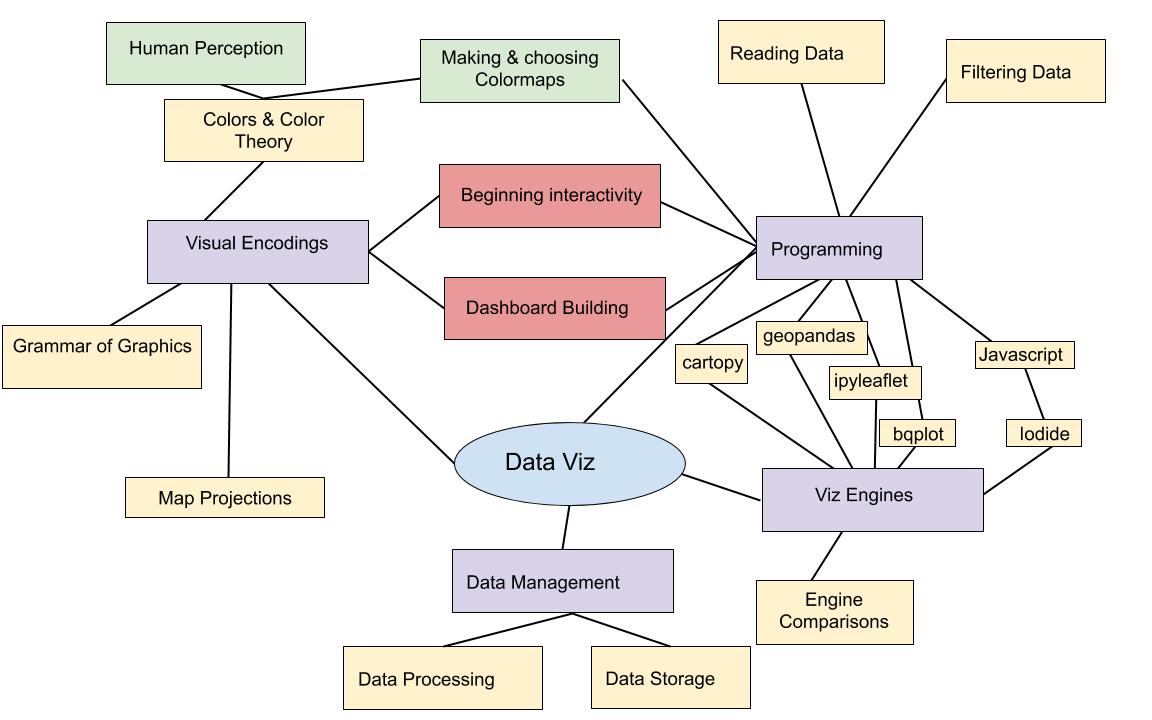 Human Perception
Making & choosing
Colormaps
Reading Data
Filtering Data
Colors & Color
Theory
Beginning interactivity
Visual Encodings
Programming
Dashboard Building
Grammar of Graphics
geopandas
cartopy
Javascript
ipyleaflet
bqplot
Iodide
Data Viz
Map Projections
Viz Engines
Data Management
Engine
Comparisons
Data Processing
Data Storage